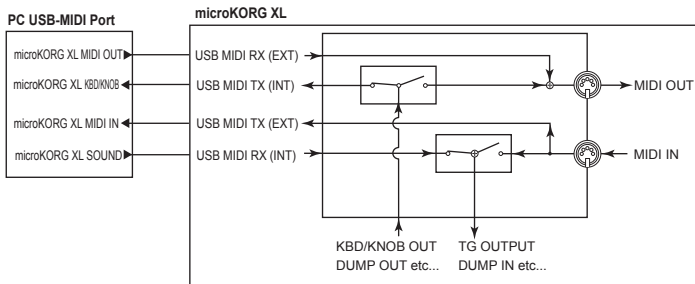 microKORG XL
PC USB-MIDI Port
microKORG XL MIDI OUT
USB MIDI RX (EXT)
microKORG XL KBD/KNOB
USB MIDI TX (INT)
MIDI OUT
microKORG XL MIDI IN
USB MIDI TX (EXT)
microKORG XL SOUND
USB MIDI RX (INT)
MIDI IN
KBD/KNOB OUT
DUMP OUT etc...
TG OUTPUT
DUMP IN etc...